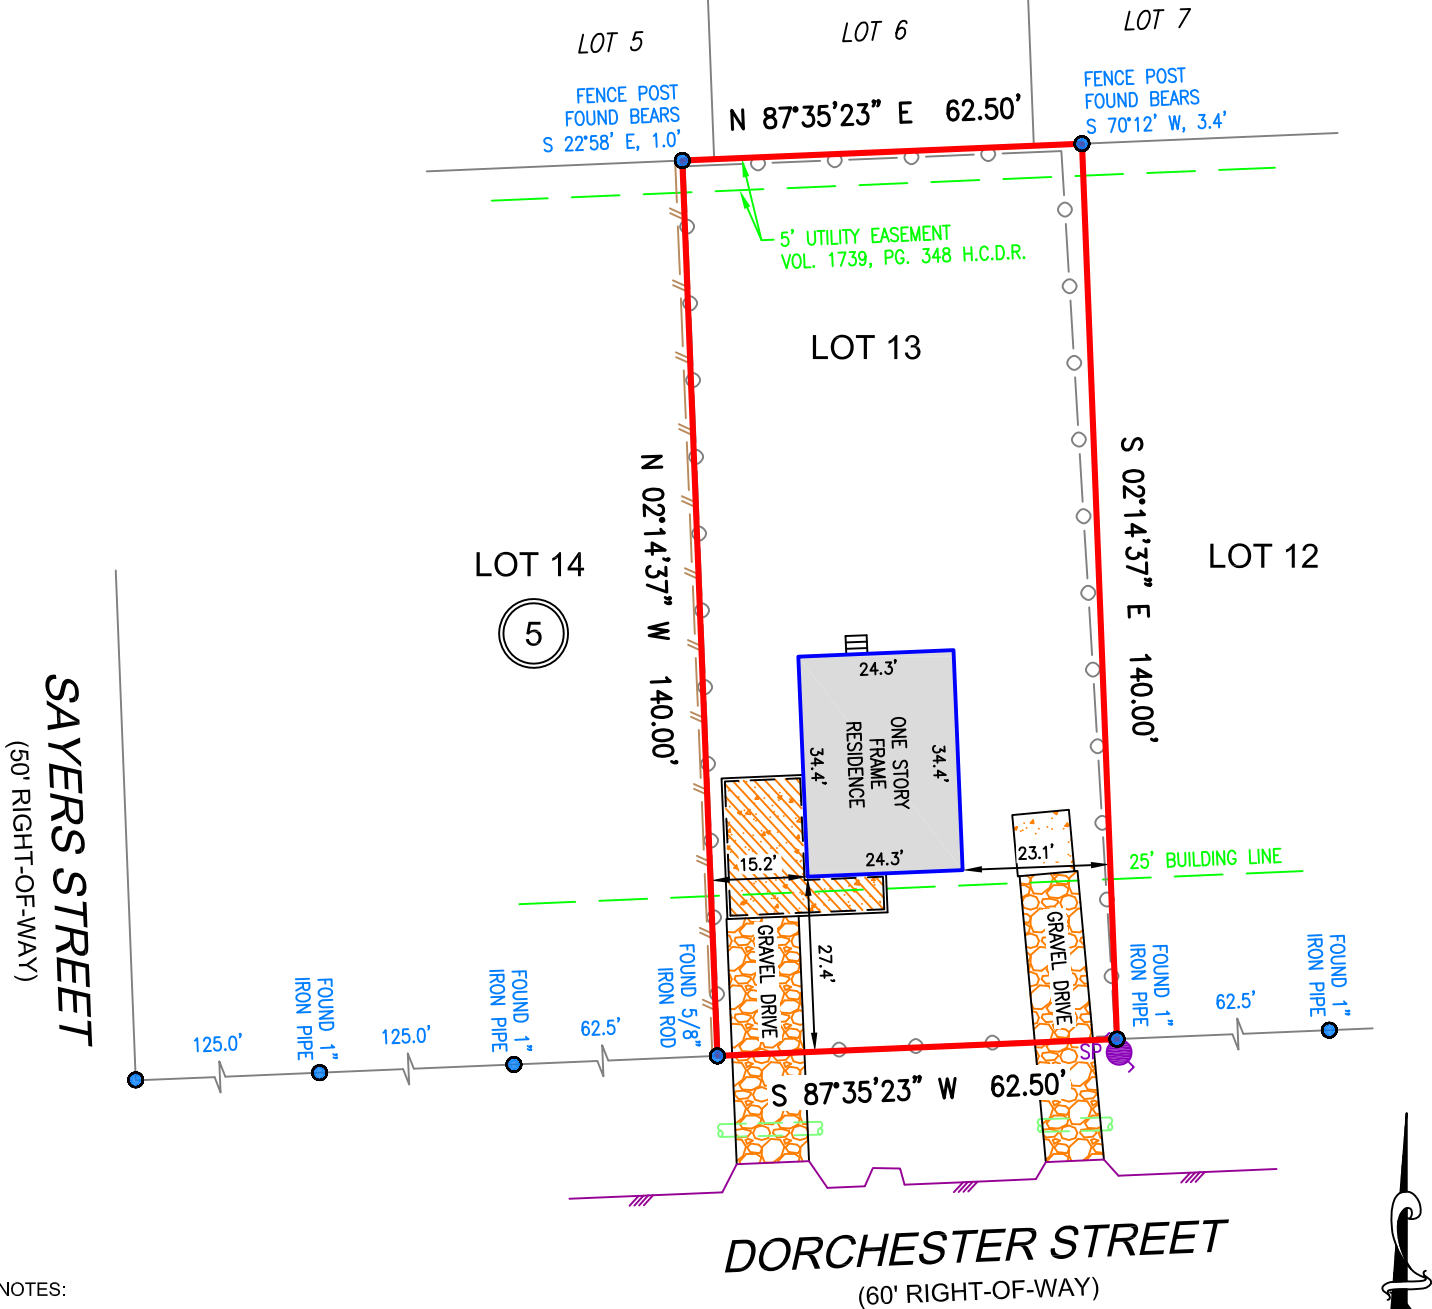 LOT 5
LOT 6
LOT 7
FENCE POST
FOUND BEARS
S 22°58' E, 1.0'
N 87°35'23" E 62.50'
FENCE POST
FOUND BEARS
S 70°12' W, 3.4'
5' UTILITY EASEMENT
VOL. 1739, PG. 348 H.C.D.R.
LOT 13
N 02°14'37" W 140.00'
S 02°14'37" E 140.00'
LOT 14
5
LOT 12
24.3'
34.4'
ONE STORY
FRAME
RESIDENCE
34.4'
24.3'
15.2'
23.1'
25' BUILDING LINE
27.4'
GRAVEL DRIVE
GRAVEL DRIVE
SAYERS STREET
(50' RIGHT-OF-WAY)
125.0'
FOUND 1"
IRON PIPE
125.0'
FOUND 1"
IRON PIPE
62.5'
FOUND 5/8"
IRON ROD
FOUND 1"
IRON PIPE
62.5'
FOUND 1"
IRON PIPE
SP
S 87°35'23" W 62.50'
DORCHESTER STREET
(60' RIGHT-OF-WAY)
NOTES: